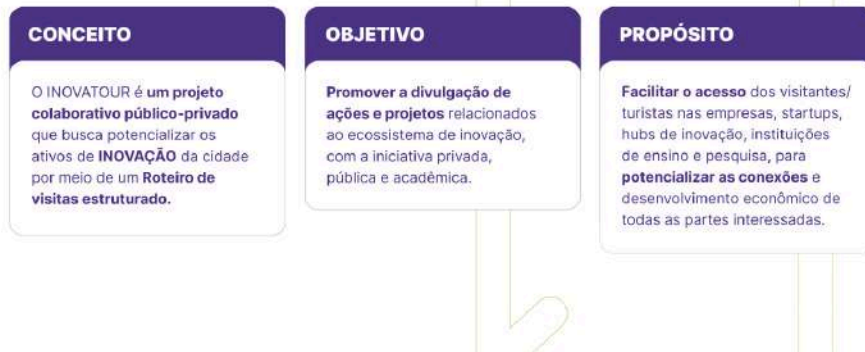 CONCEITO
O INOVATOUR é um projeto
colaborativo público-privado
que busca potencializar os
ativos de INOVAÇÃO da cidade
por meio de um Roteiro de
visitas estruturado.
OBJETIVO
Promover a divulgação de
ações e projetos relacionados
ao ecossistema de inovação,
com a iniciativa privada,
pública e acadêmica.
PROPÓSITO
Facilitar o acesso dos visitantes/
turistas nas empresas, startups,
hubs de inovação, instituições
de ensino e pesquisa, para
potencializar as conexões e
desenvolvimento econômico de
todas as partes interessadas.